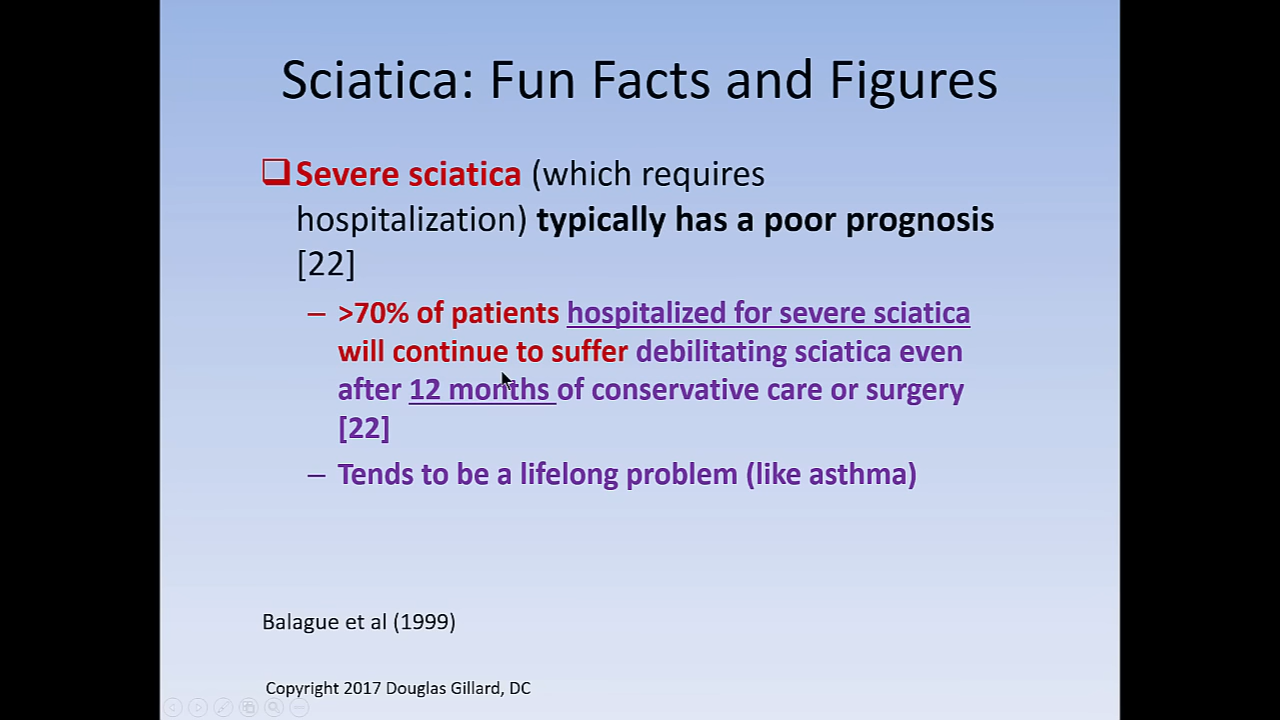 Sciatica: Fun Facts and Figures
Severe sciatica (which requires
hospitalization) typically has a poor prognosis
[22]
– >70% of patients hospitalized for severe sciatica
will continue to suffer debilitating sciatica even
after 12 months of conservative care or surgery
[22]
– Tends to be a lifelong problem (like asthma)
Balague et al (1999)
Copyright 2017 Douglas Gillard, DC